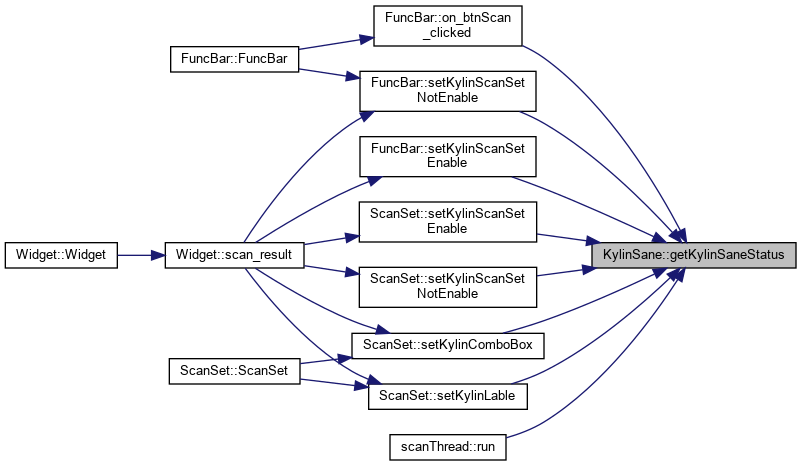 FuncBar::on_btnScan
_clicked
FuncBar::FuncBar
FuncBar::setKylinScanSet
NotEnable
FuncBar::setKylinScanSet
Enable
ScanSet::setKylinScanSet
Enable
Widget::Widget
Widget::scan_result
KylinSane::getKylinSaneStatus
ScanSet::setKylinScanSet
NotEnable
ScanSet::setKylinComboBox
ScanSet::ScanSet
ScanSet::setKylinLable
scanThread::run